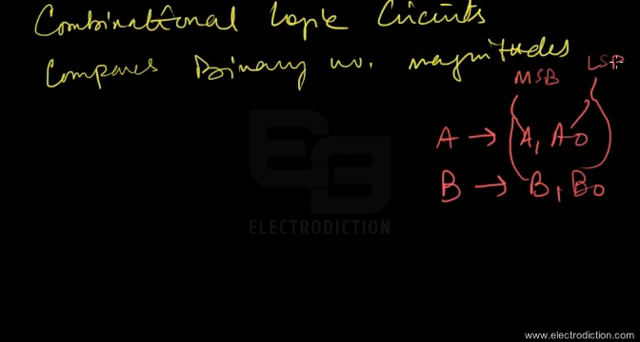 Combinational Logic Circuits
Compares Binary no. magnitudes
MSB LSB
A → A1 A0
B → B1 B0
ELECTRODICTION
www.electrodiction.com